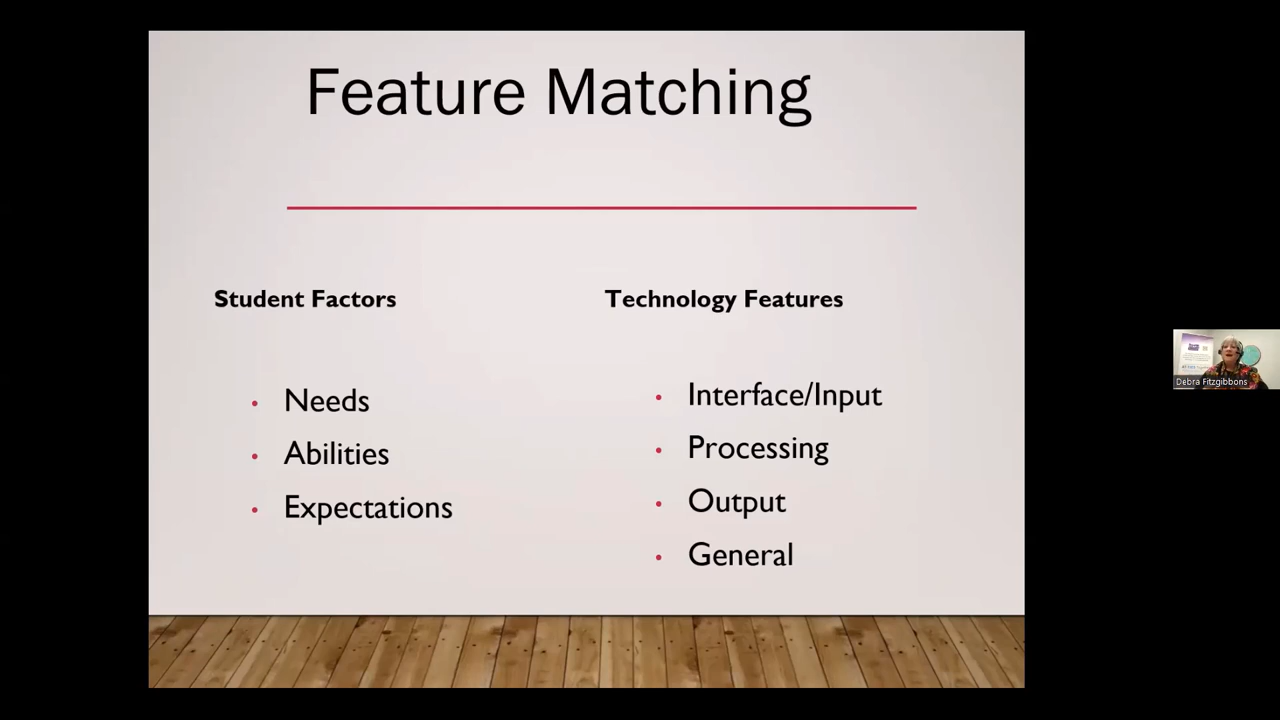 Feature Matching
Student Factors
• Needs
• Abilities
• Expectations
Technology Features
• Interface/Input
• Processing
• Output
• General
Debra Fitzgibbons